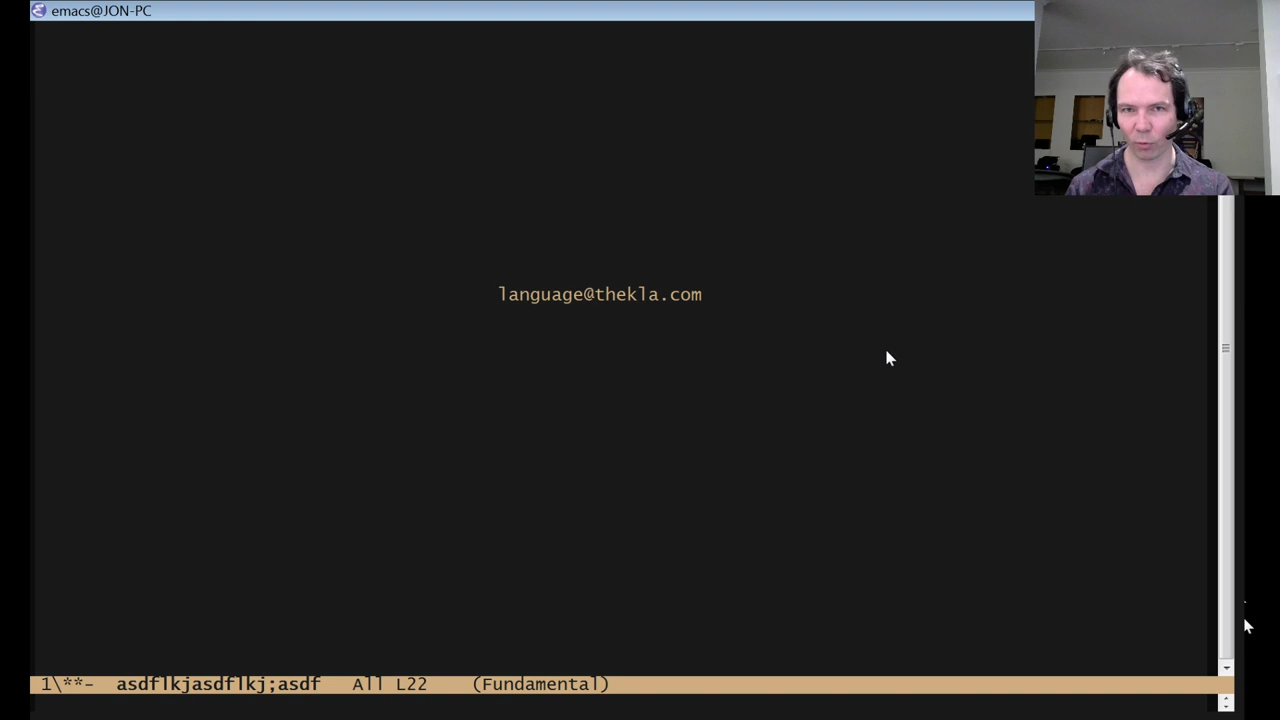 emacs@JON-PC
language@thekla.com
1\**-  asdflkjasdflkj;asdf   All L22    (Fundamental)